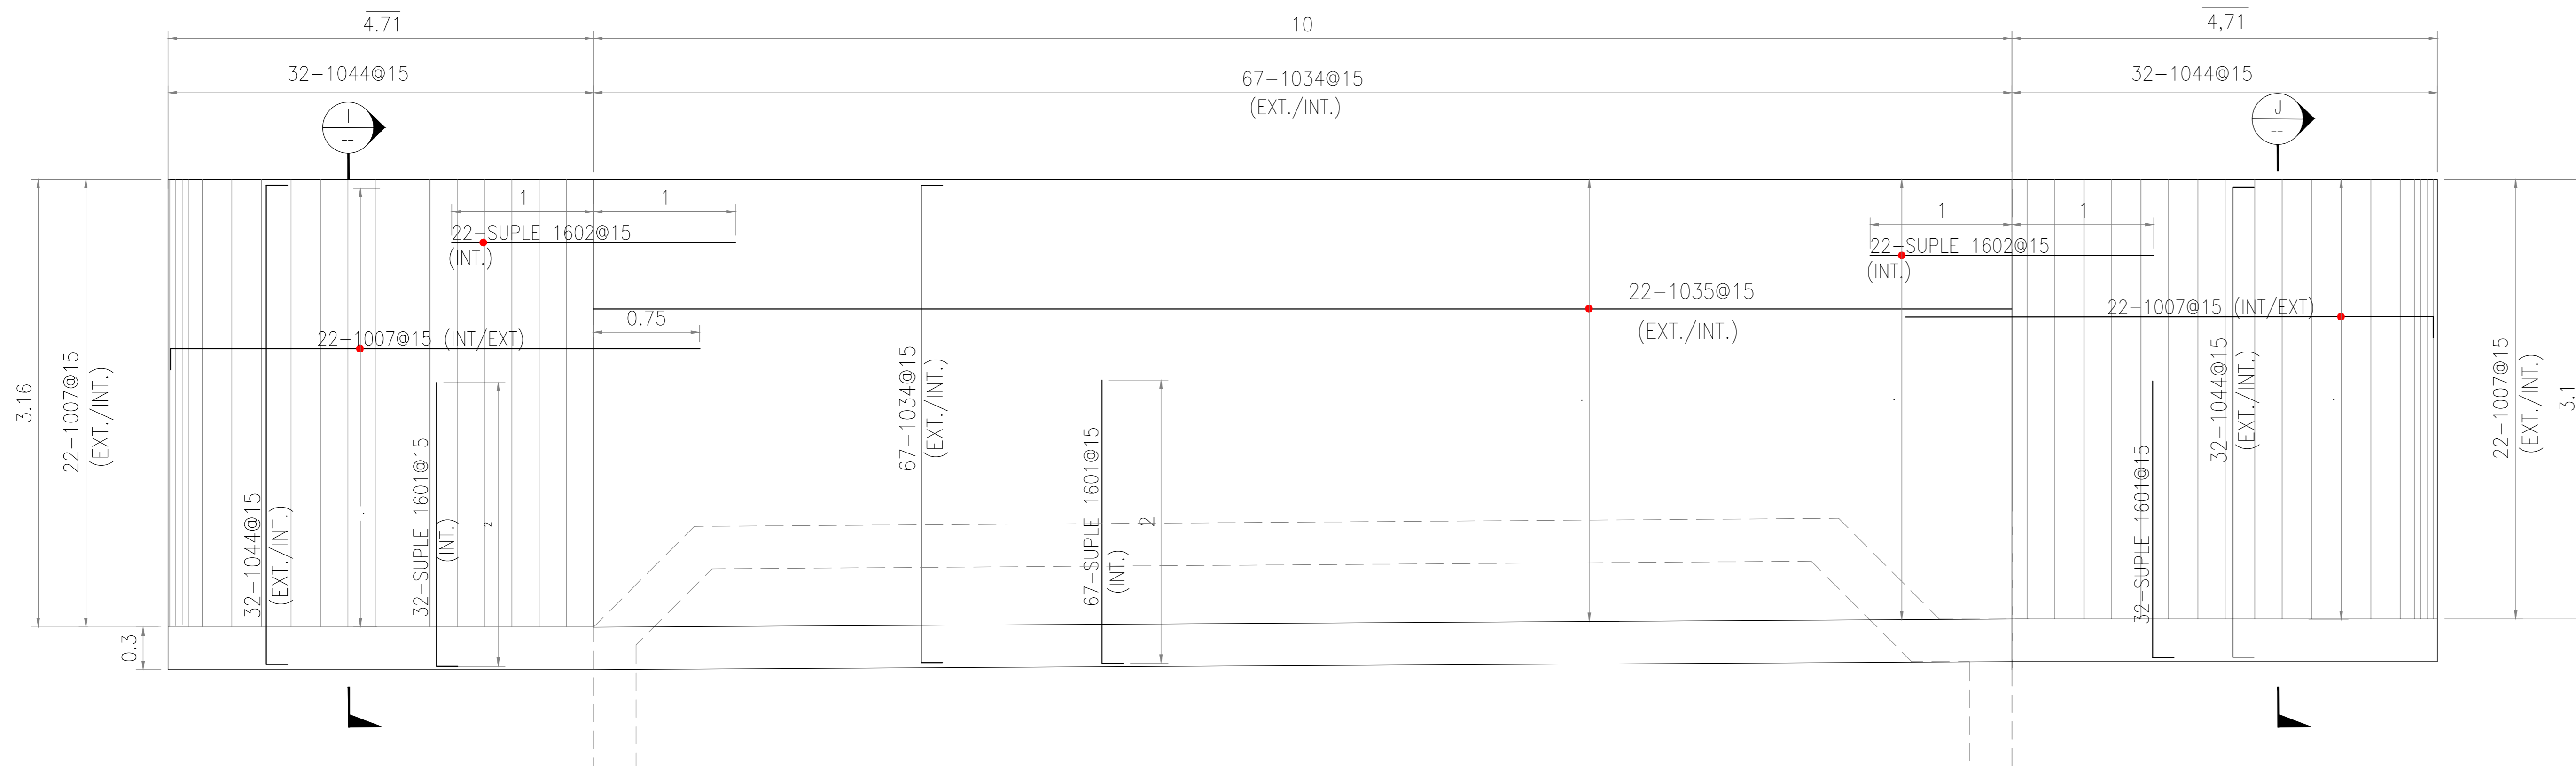 4.71
10
4,71
32-1044@15
67-1034@15
(EXT./INT.)
32-1044@15
I
--
J
--
1
1
22-SUPLE 1602@15
(INT.)
1
1
22-SUPLE 1602@15
(INT.)
22-1035@15
(EXT./INT.)
0.75
22-1007@15 (INT/EXT)
22-1007@15 (INT/EXT)
3.16
22-1007@15
(EXT./INT.)
0.3
32-1044@15
(EXT./INT.)
32-SUPLE 1601@15
(INT.)
2
67-1034@15
(EXT./INT.)
67-SUPLE 1601@15
(INT.)
2
32-SUPLE 1601@15
32-1044@15
(EXT./INT.)
22-1007@15
(EXT./INT.)
3.1